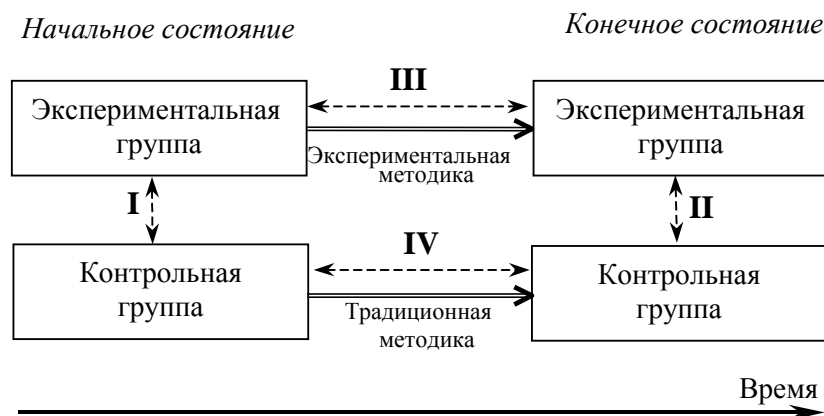 Начальное состояние
Конечное состояние
Экспериментальная
группа
III
Экспериментальная
методика
Экспериментальная
группа
I
II
Контрольная
группа
IV
Традиционная
методика
Контрольная
группа
Время